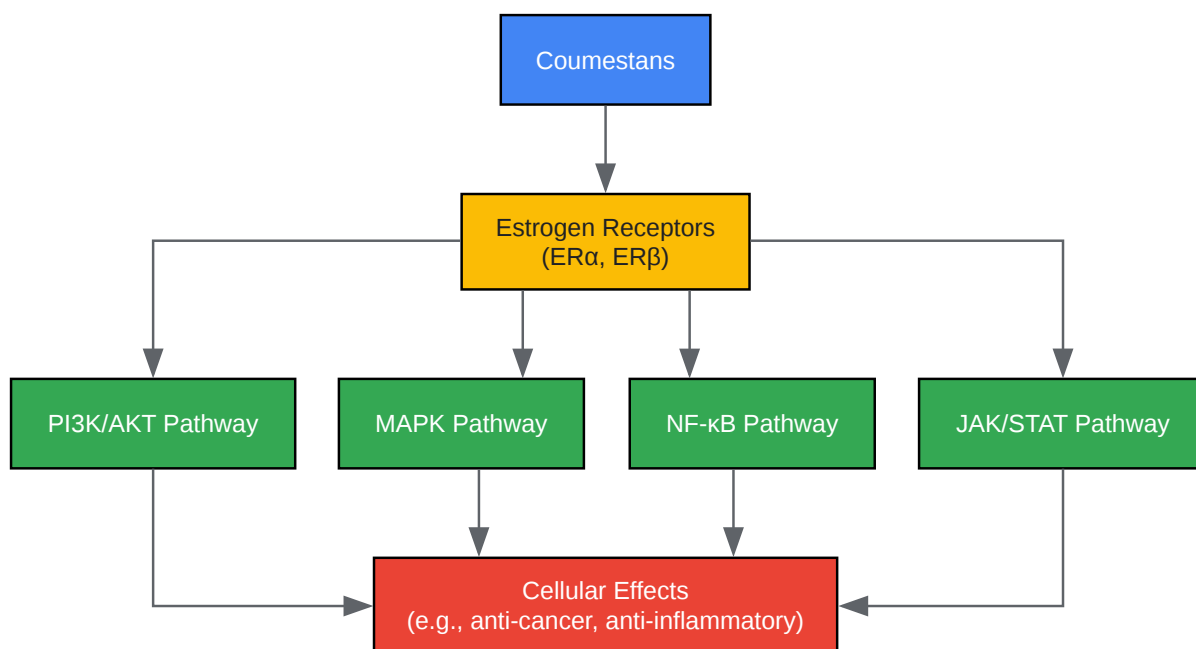 Coumestans
Estrogen Receptors
(ERα, ERβ)
PI3K/AKT Pathway
MAPK Pathway
NF-κB Pathway
JAK/STAT Pathway
Cellular Effects
(e.g., anti-cancer, anti-inflammatory)